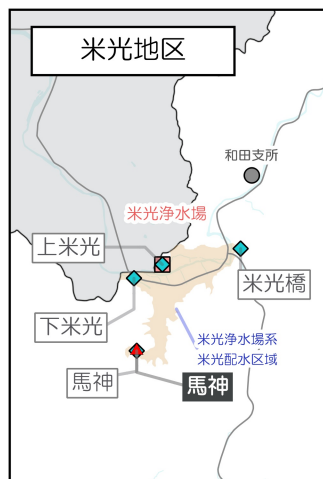 米光地区
和田支所
米光浄水場
上米光
米光橋
下米光
米光浄水場系
米光配水区域
馬神
馬神